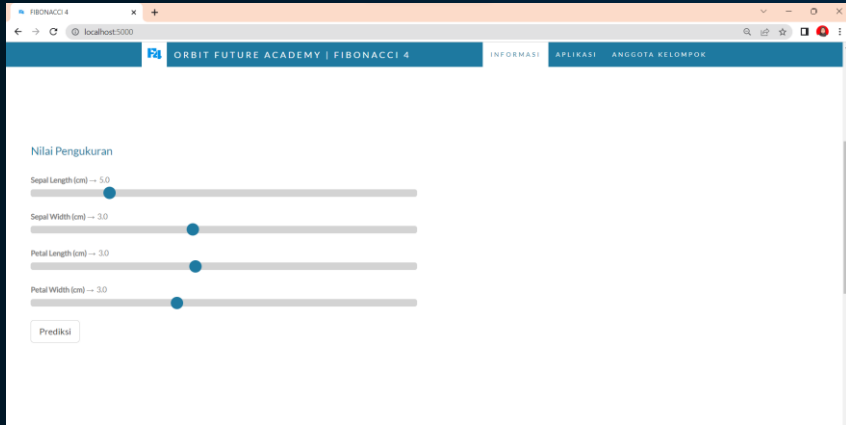 FIBONACCI 4
localhost:5000
F4 ORBIT FUTURE ACADEMY | FIBONACCI 4 INFORMASI APLIKASI ANGGOTA KELOMPOK
Nilai Pengukuran
Sepal Length (cm) → 5.0
Sepal Width (cm) → 3.0
Petal Length (cm) → 3.0
Petal Width (cm) → 3.0
Prediksi